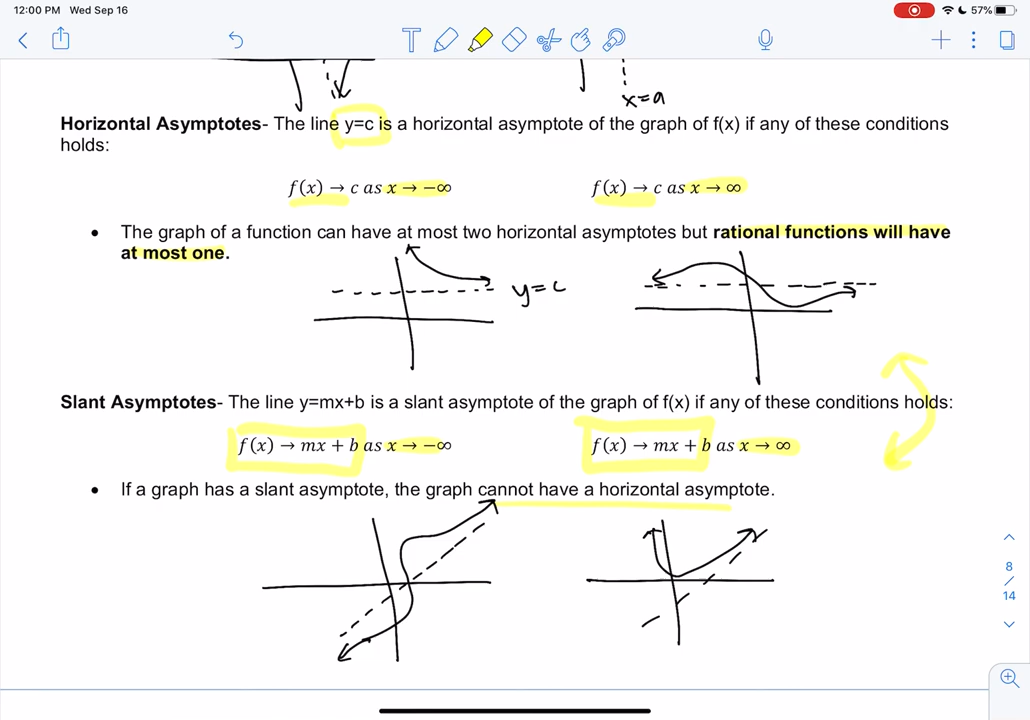 12:00 PM Wed Sep 16
57%
T
x=a
Horizontal Asymptotes- The line y=c is a horizontal asymptote of the graph of f(x) if any of these conditions
holds:
f(x) → c as x → −∞
f(x) → c as x → ∞
• The graph of a function can have at most two horizontal asymptotes but rational functions will have
at most one.
y=c
Slant Asymptotes- The line y=mx+b is a slant asymptote of the graph of f(x) if any of these conditions holds:
f(x) → mx + b as x → −∞
f(x) → mx + b as x → ∞
• If a graph has a slant asymptote, the graph cannot have a horizontal asymptote.
8
/
14